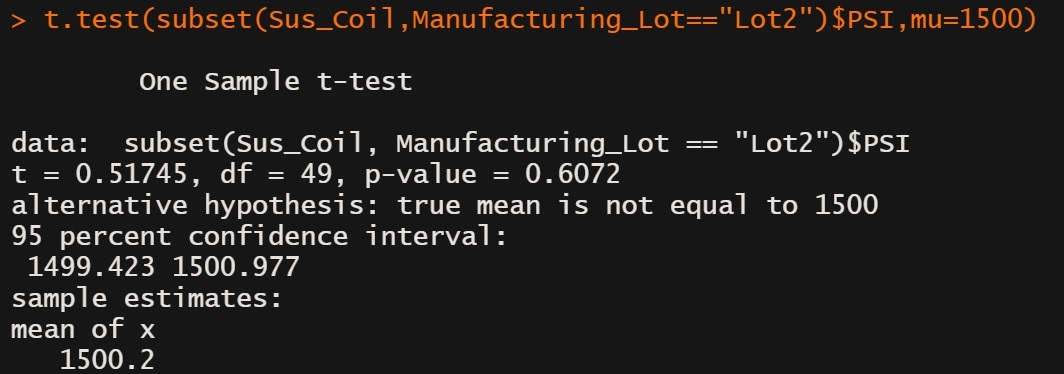 > t.test(subset(Sus_Coil,Manufacturing_Lot=="Lot2")$PSI,mu=1500)
One Sample t-test
data:  subset(Sus_Coil, Manufacturing_Lot == "Lot2")$PSI
t = 0.51745, df = 49, p-value = 0.6072
alternative hypothesis: true mean is not equal to 1500
95 percent confidence interval:
1499.423 1500.977
sample estimates:
mean of x
1500.2